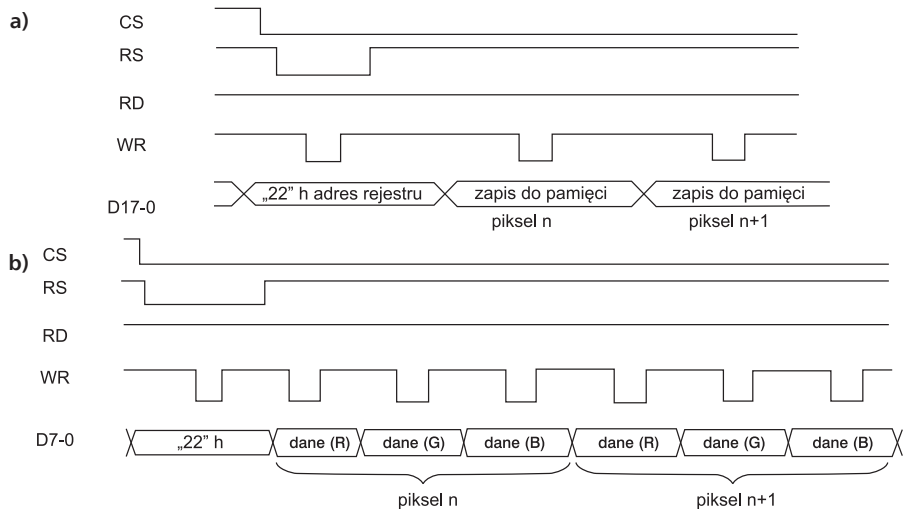 a)
CS
RS
RD
WR
D17-0
„22” h adres rejestru
zapis do pamięci
zapis do pamięci
piksel n
piksel n+1
b)
CS
RS
RD
WR
D7-0
„22” h
dane (R)
dane (G)
dane (B)
dane (R)
dane (G)
dane (B)
piksel n
piksel n+1